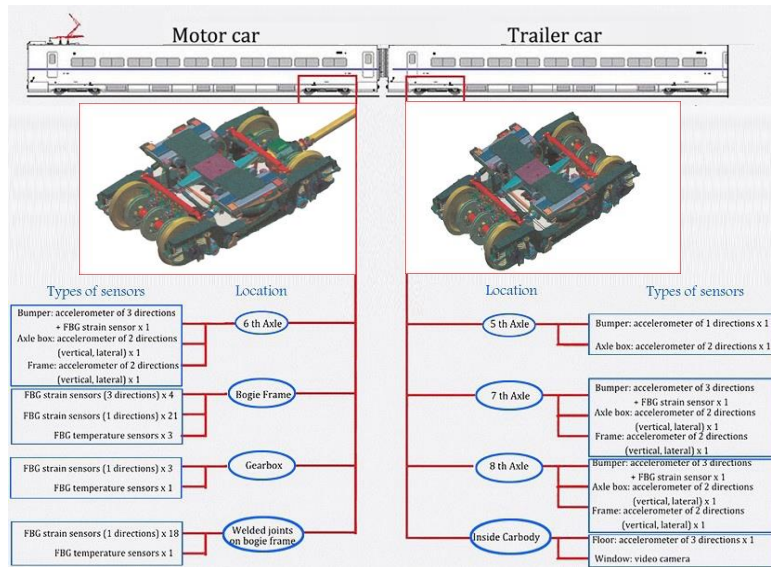 Motor car
Trailer car
Types of sensors
Location
Bumper: accelerometer of 3 directions
+ FBG strain sensor x 1
Axle box: accelerometer of 2 directions
(vertical, lateral) x 1
Frame: accelerometer of 2 directions
(vertical, lateral) x 1
6 th Axle
FBG strain sensors (3 directions) x 4
FBG strain sensors (1 directions) x 21
FBG temperature sensors x 3
Bogie Frame
FBG strain sensors (1 directions) x 3
FBG temperature sensors x 1
Gearbox
FBG strain sensors (1 directions) x 18
FBG temperature sensors x 1
Welded joints
on bogie frame
Location
Types of sensors
5 th Axle
Bumper: accelerometer of 1 directions x 1
Axle box: accelerometer of 2 directions x 1
7 th Axle
Bumper: accelerometer of 3 directions
+ FBG strain sensor x 1
Axle box: accelerometer of 2 directions
(vertical, lateral) x 1
Frame: accelerometer of 2 directions
(vertical, lateral) x 1
8 th Axle
Bumper: accelerometer of 3 directions
+ FBG strain sensor x 1
Axle box: accelerometer of 2 directions
(vertical, lateral) x 1
Frame: accelerometer of 2 directions
(vertical, lateral) x 1
Inside Carbody
Floor: accelerometer of 3 directions x 1
Window: video camera